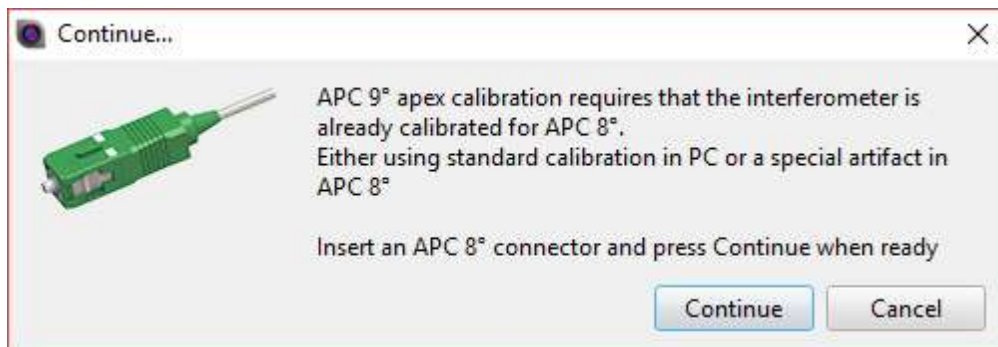 Continue...
APC 9° apex calibration requires that the interferometer is
already calibrated for APC 8°.
Either using standard calibration in PC or a special artifact in
APC 8°
Insert an APC 8° connector and press Continue when ready
Continue
Cancel